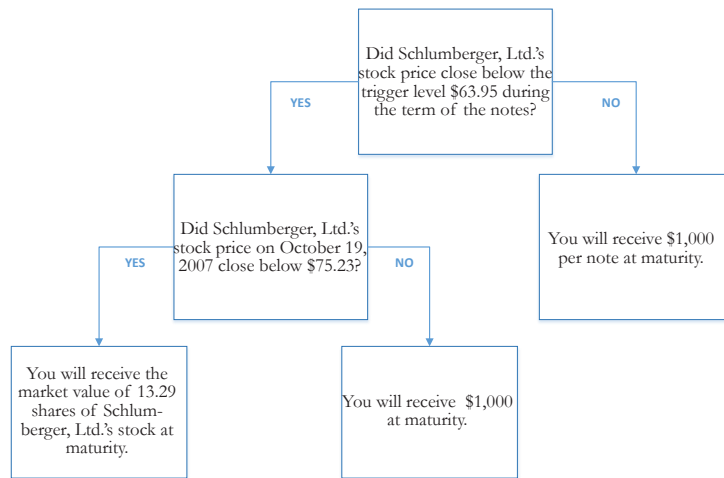 Did Schlumberger, Ltd.'s
stock price close below the
trigger level $63.95 during
the term of the notes?
YES
NO
Did Schlumberger, Ltd.'s
stock price on October 19,
2007 close below $75.23?
You will receive $1,000
per note at maturity.
YES
NO
You will receive the
market value of 13.29
shares of Schlum-
berger, Ltd.'s stock at
maturity.
You will receive $1,000
at maturity.